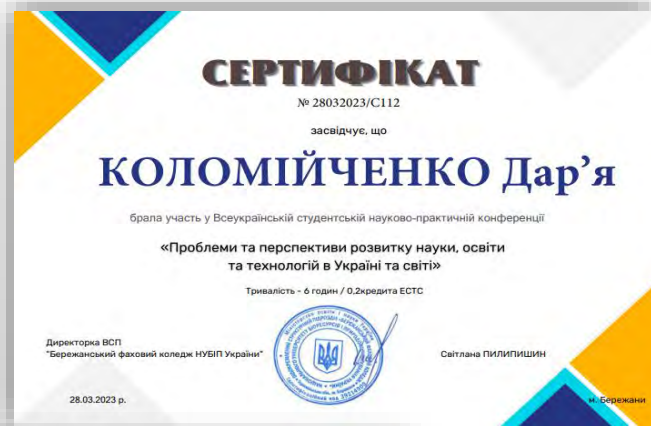 СЕРТИФІКАТ
№ 28032023/С112
засвідчує, що
КОЛОМІЙЧЕНКО Дар’я
брала участь у Всеукраїнській студентській науково-практичній конференції
«Проблеми та перспективи розвитку науки, освіти
та технологій в Україні та світі»
Тривалість - 6 годин / 0,2кредита ЕСТС
Директорка ВСП
"Бережанський фаховий коледж НУБІП України"
Світлана ПИЛИПИШИН
28.03.2023 р.
м. Бережани